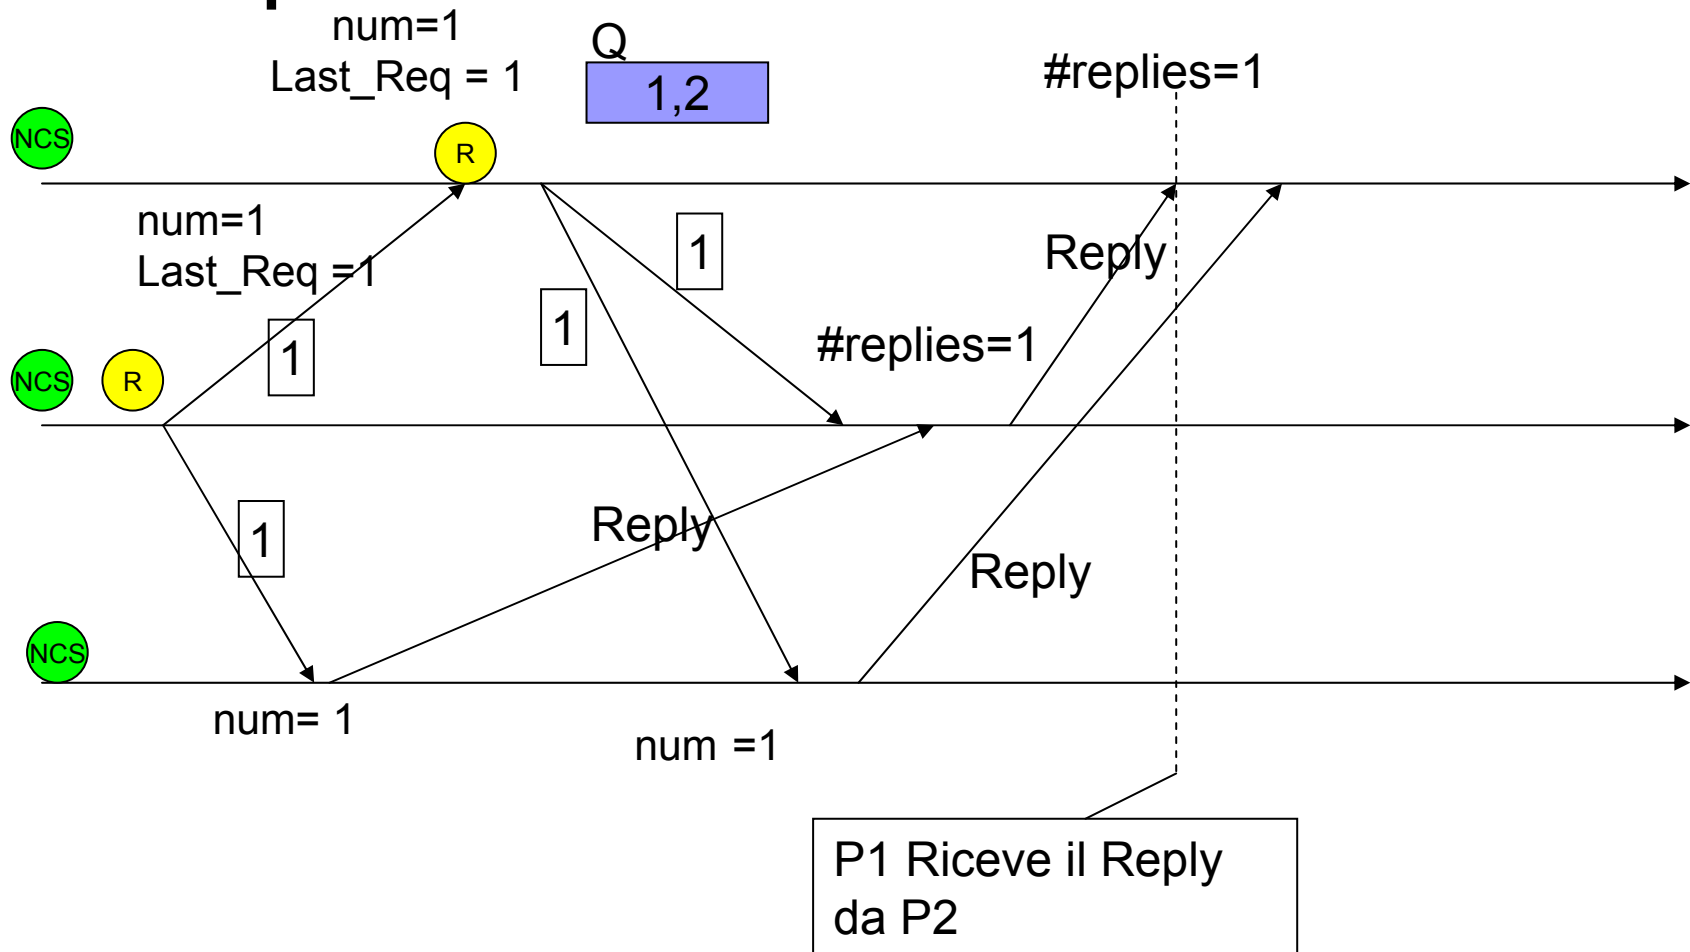 num=1
Last_Req = 1
Q
1,2
#replies=1
NCS
R
num=1
Last_Req =1
1
Reply
1
1
#replies=1
NCS
R
1
Reply
1
Reply
NCS
num= 1
num =1
P1 Riceve il Reply
da P2